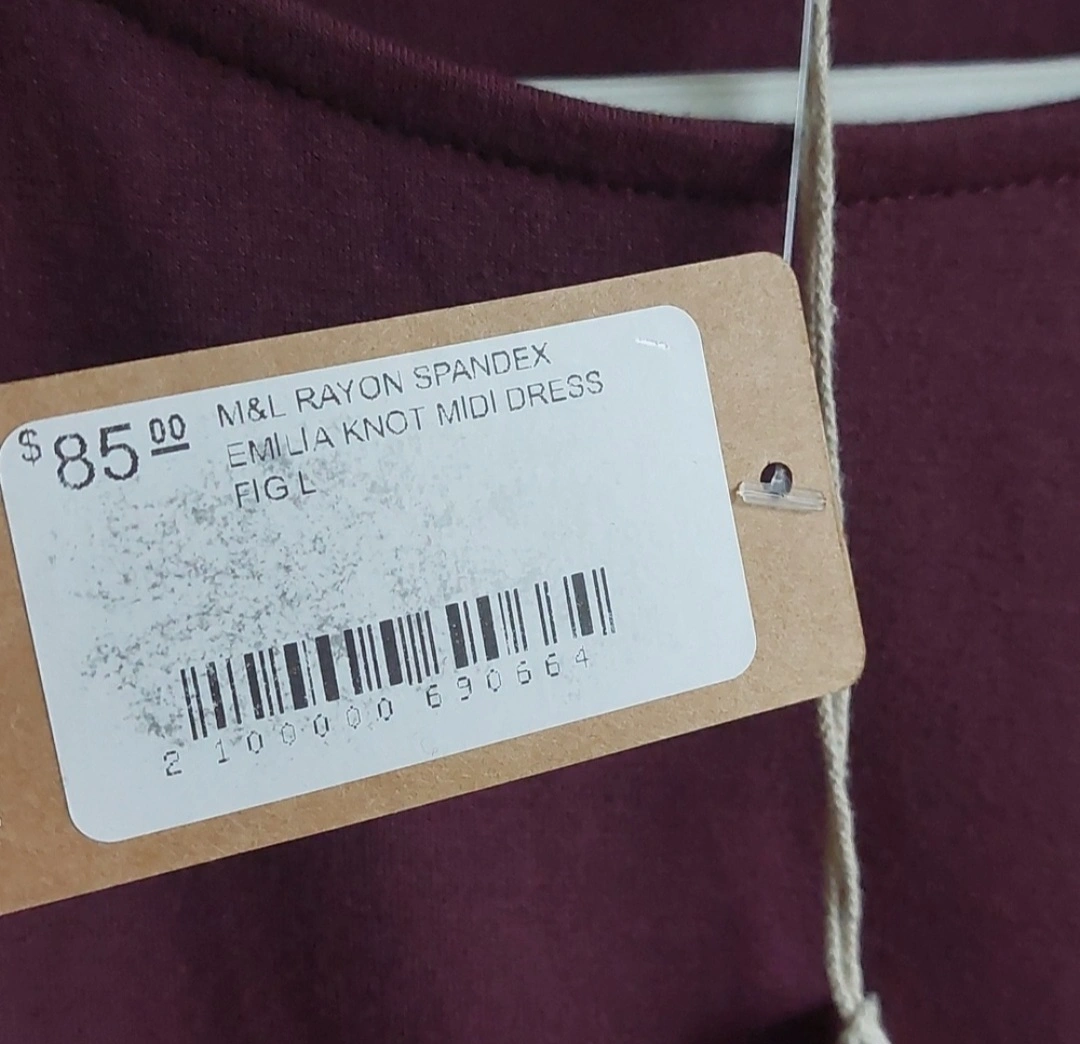 $85.00
M&L RAYON SPANDEX
EMILIA KNOT MIDI DRESS
FIG L
2 100000 690664